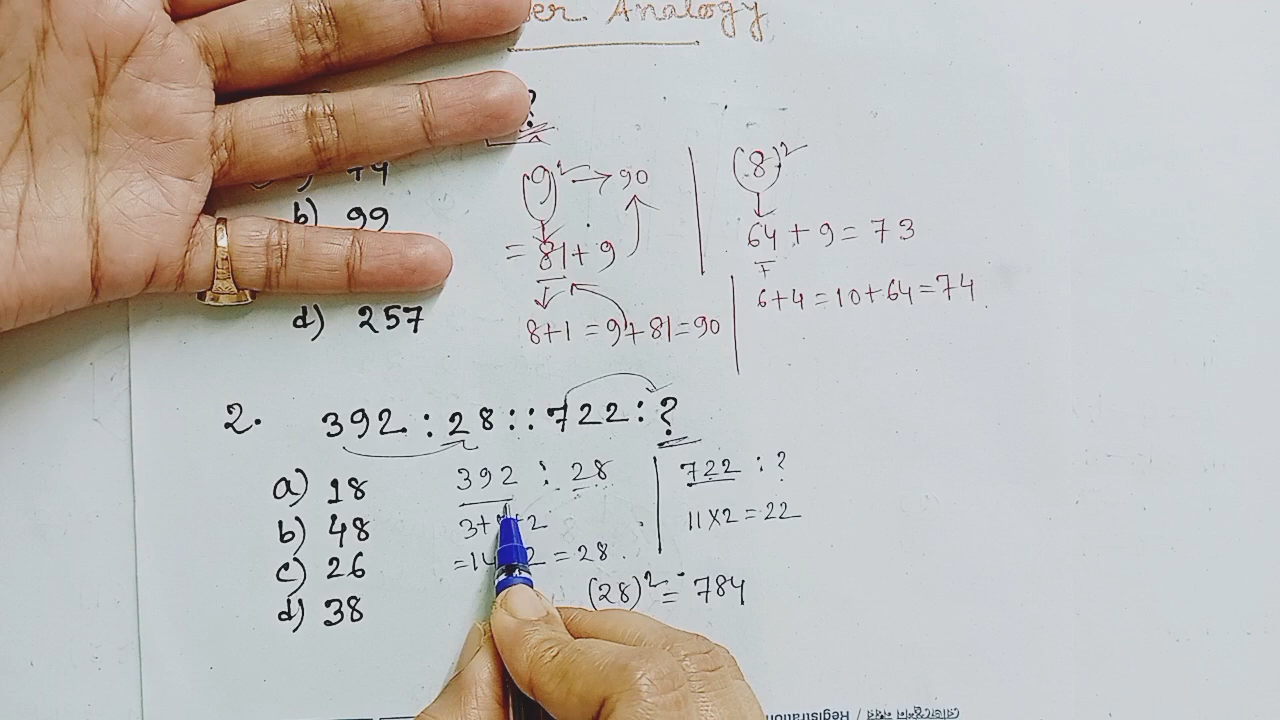 Analogy
?
b) 99
d) 257
(9)² → 90
= 81 + 9
8+1 = 9+81=90
(8)²
64 + 9 = 73
6+4 = 10+64=74
2. 392 : 28 :: 722 : ?
a) 18
b) 48
c) 26
d) 38
392 : 28
= 28
(28)² = 784
722 : ?
11×2=22
Registration